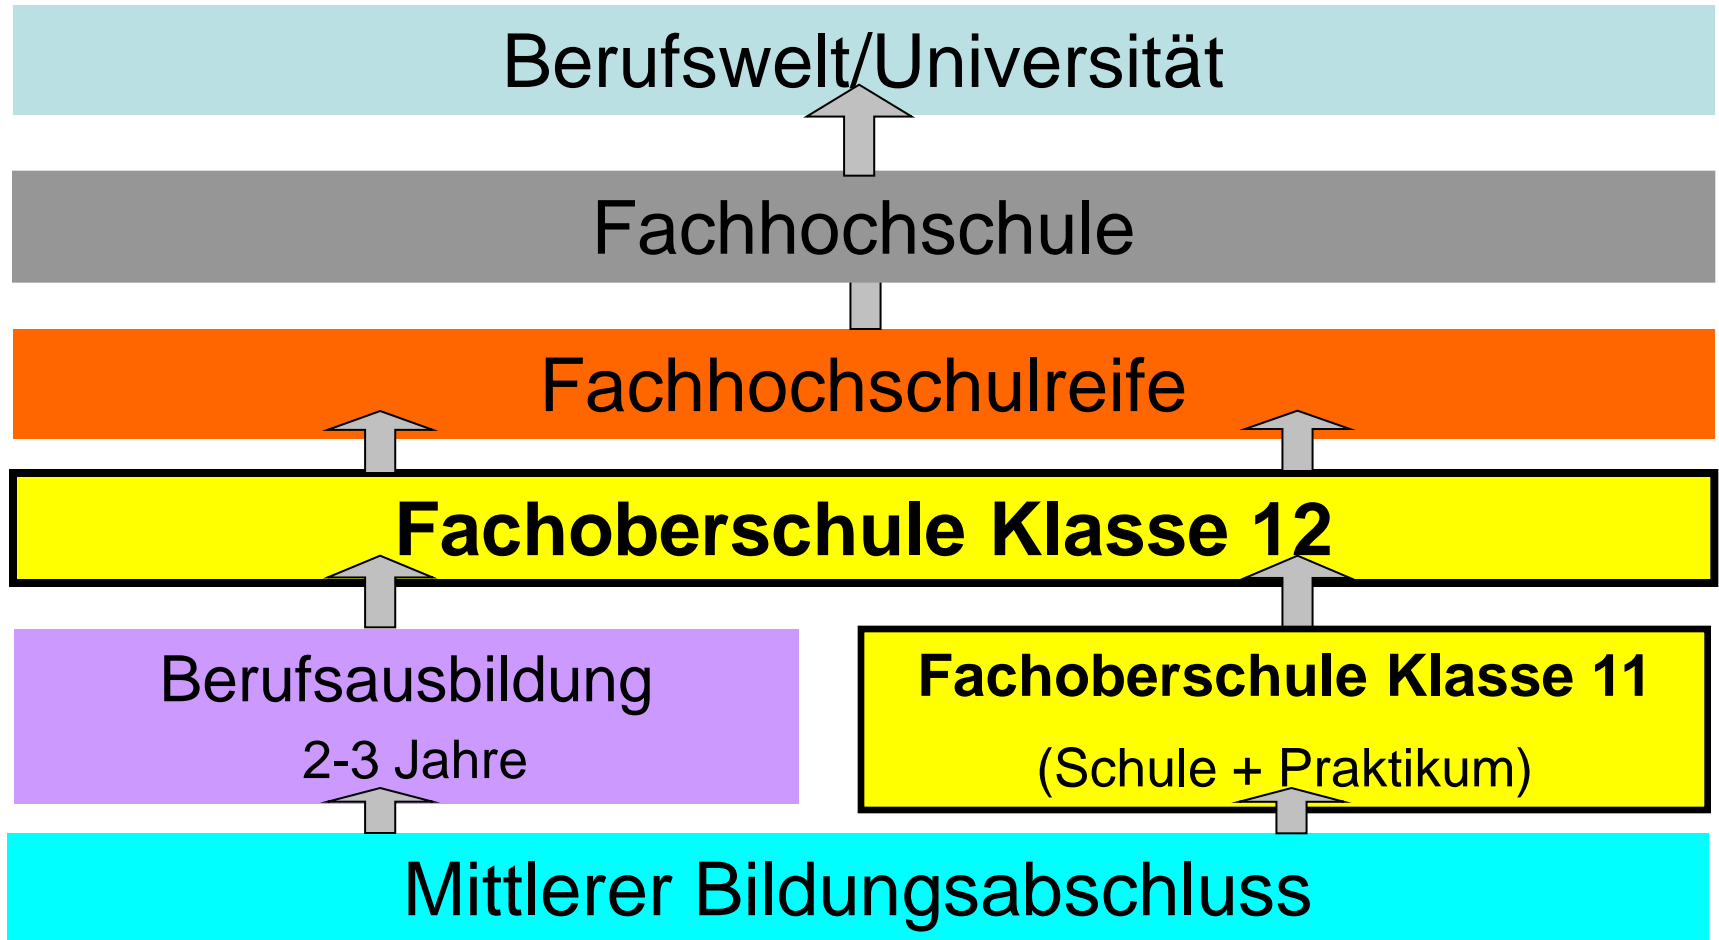 Berufswelt/Universität
Fachhochschule
Fachhochschulreife
Fachoberschule Klasse 12
Berufsausbildung
2-3 Jahre
Fachoberschule Klasse 11
(Schule + Praktikum)
Mittlerer Bildungsabschluss